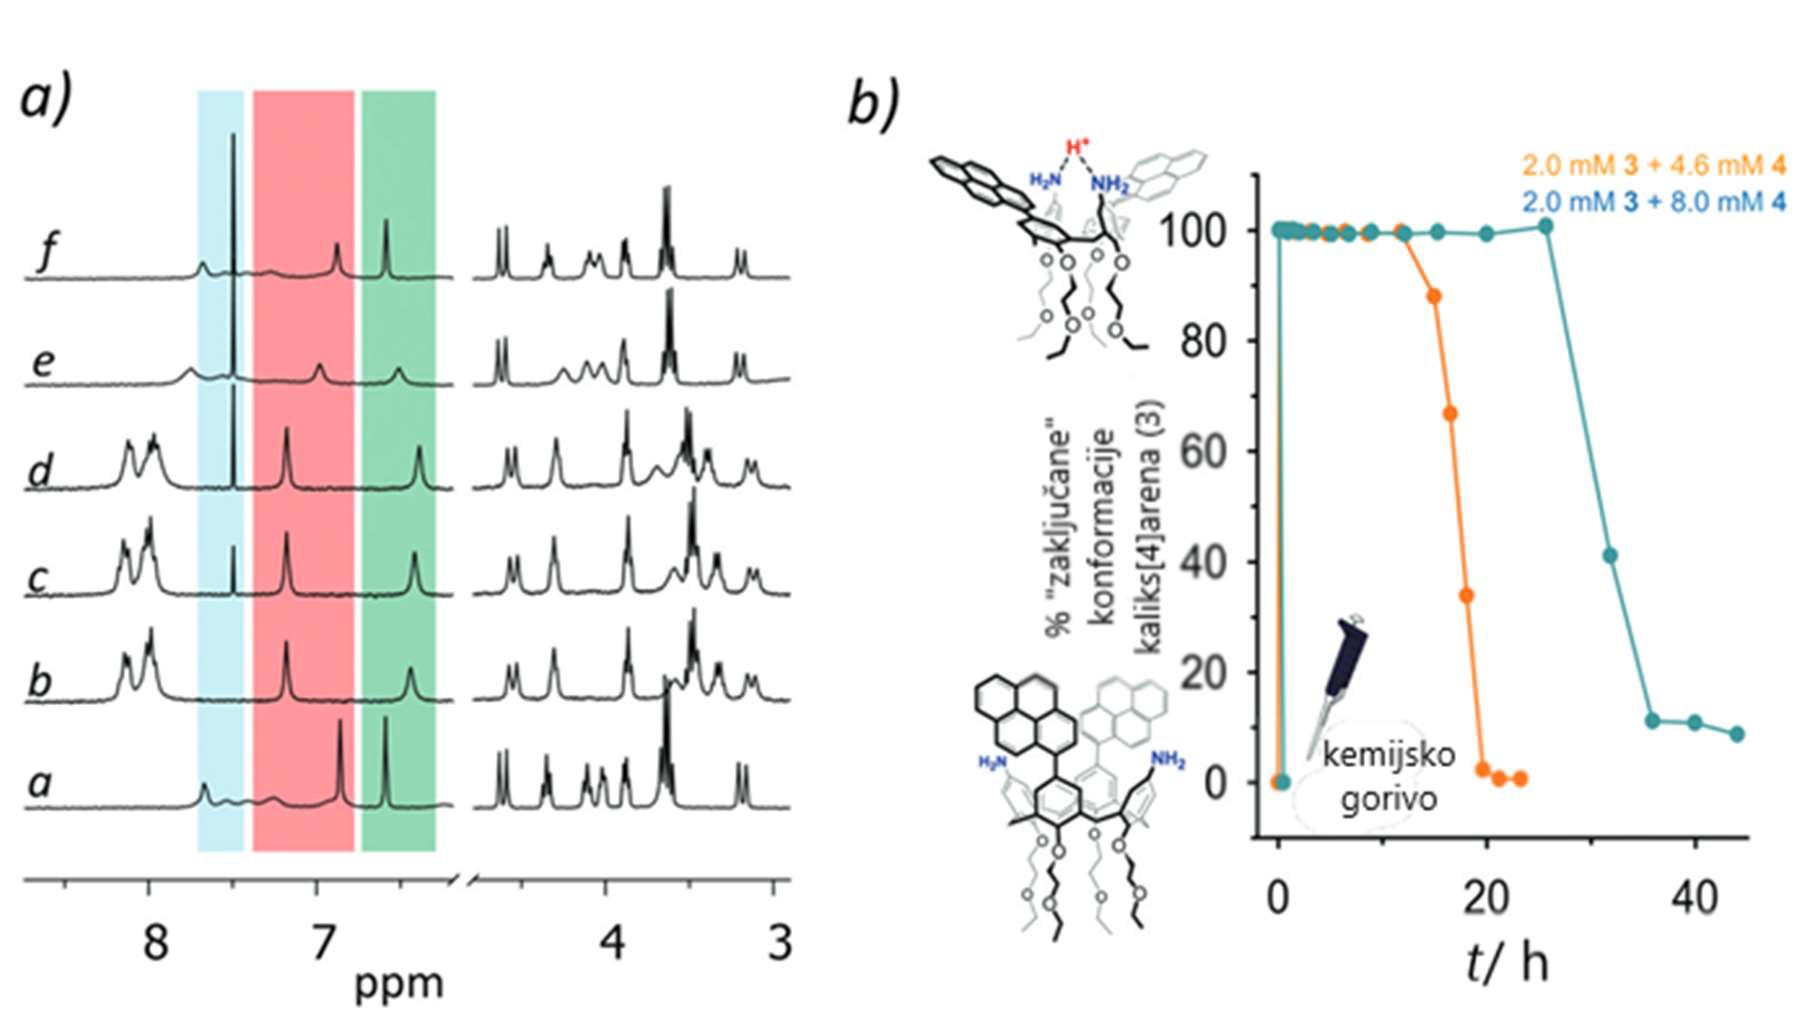 a)
f
e
d
c
b
a
8 7 4 3
ppm
b)
H⁺
H₂N NH₂
O O O O
O O O O
% "zaključane"
konformacije
kaliks[4]arena (3)
H₂N NH₂
O O O O
O O O O
2.0 mM 3 + 4.6 mM 4
2.0 mM 3 + 8.0 mM 4
100
80
60
40
20
0
kemijsko
gorivo
0 20 40
t/ h